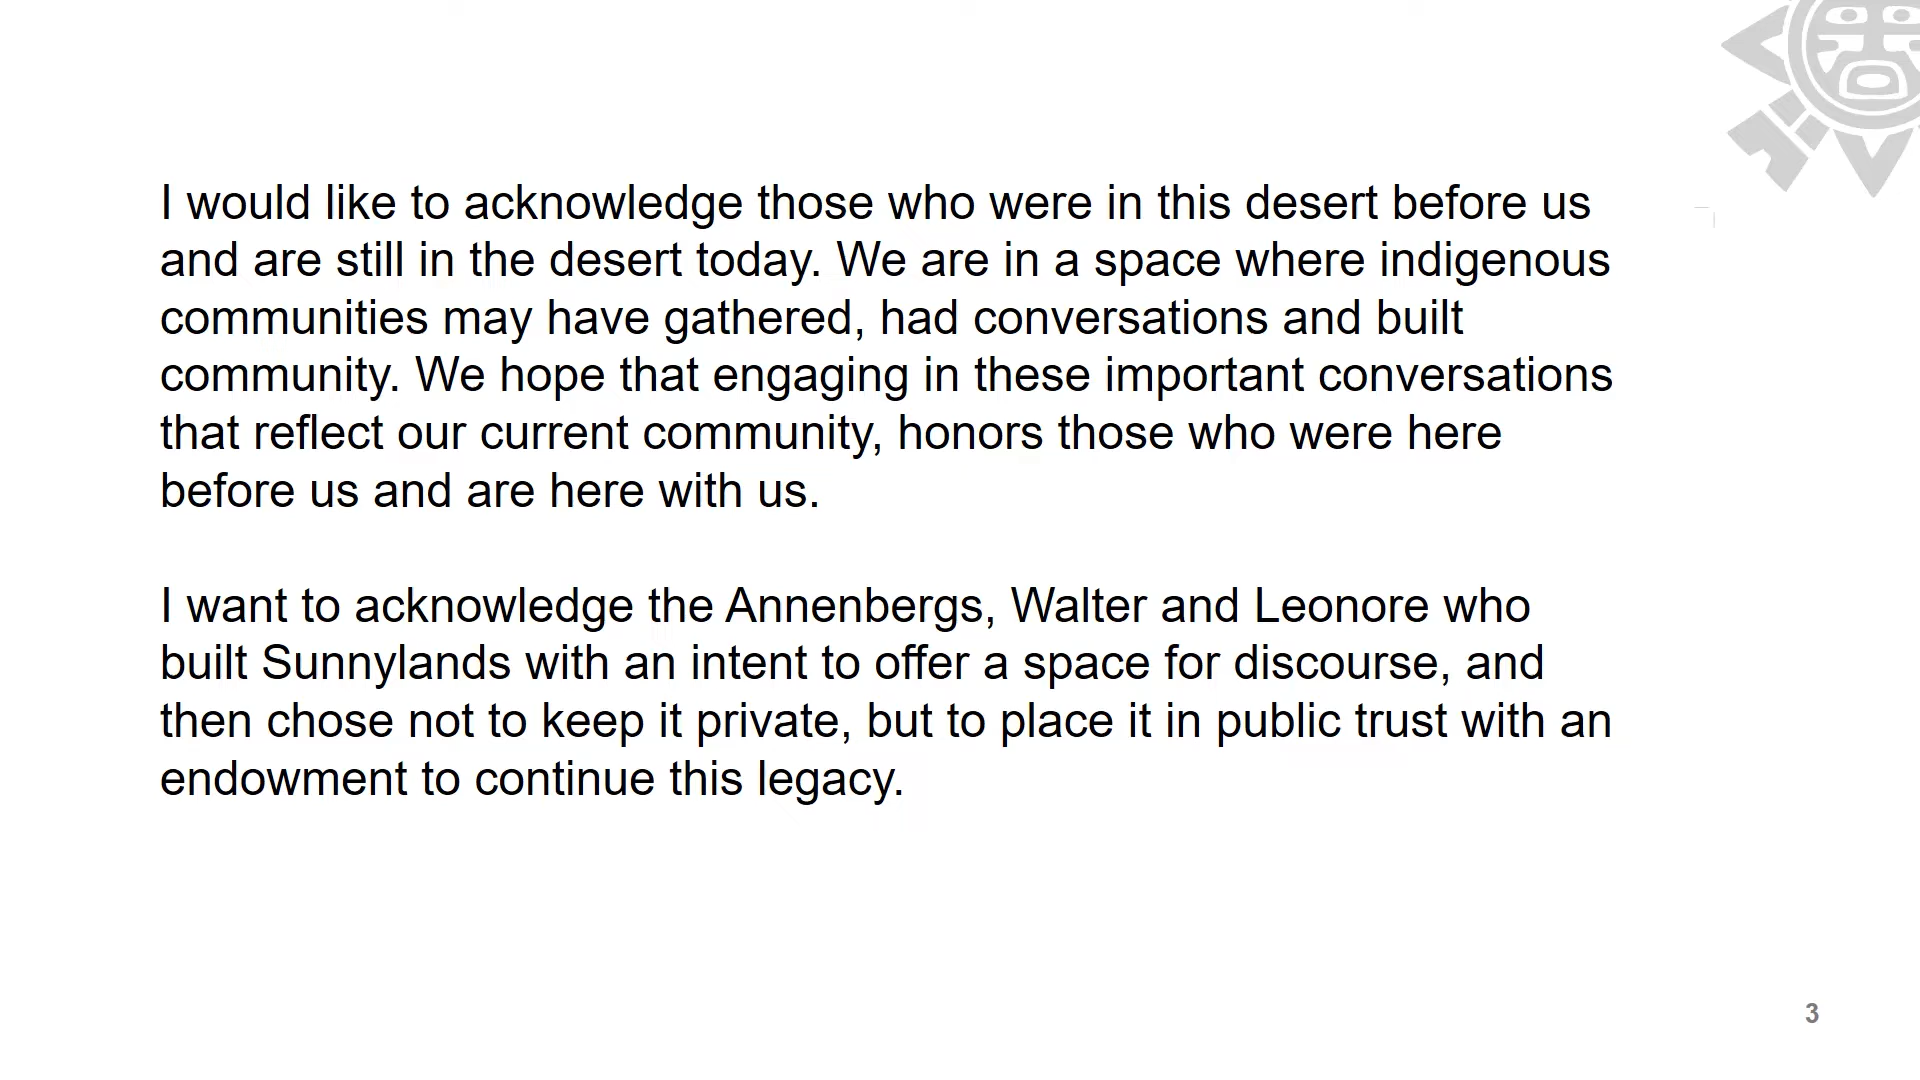 I would like to acknowledge those who were in this desert before us
and are still in the desert today. We are in a space where indigenous
communities may have gathered, had conversations and built
community. We hope that engaging in these important conversations
that reflect our current community, honors those who were here
before us and are here with us.
I want to acknowledge the Annenbergs, Walter and Leonore who
built Sunnylands with an intent to offer a space for discourse, and
then chose not to keep it private, but to place it in public trust with an
endowment to continue this legacy.
3